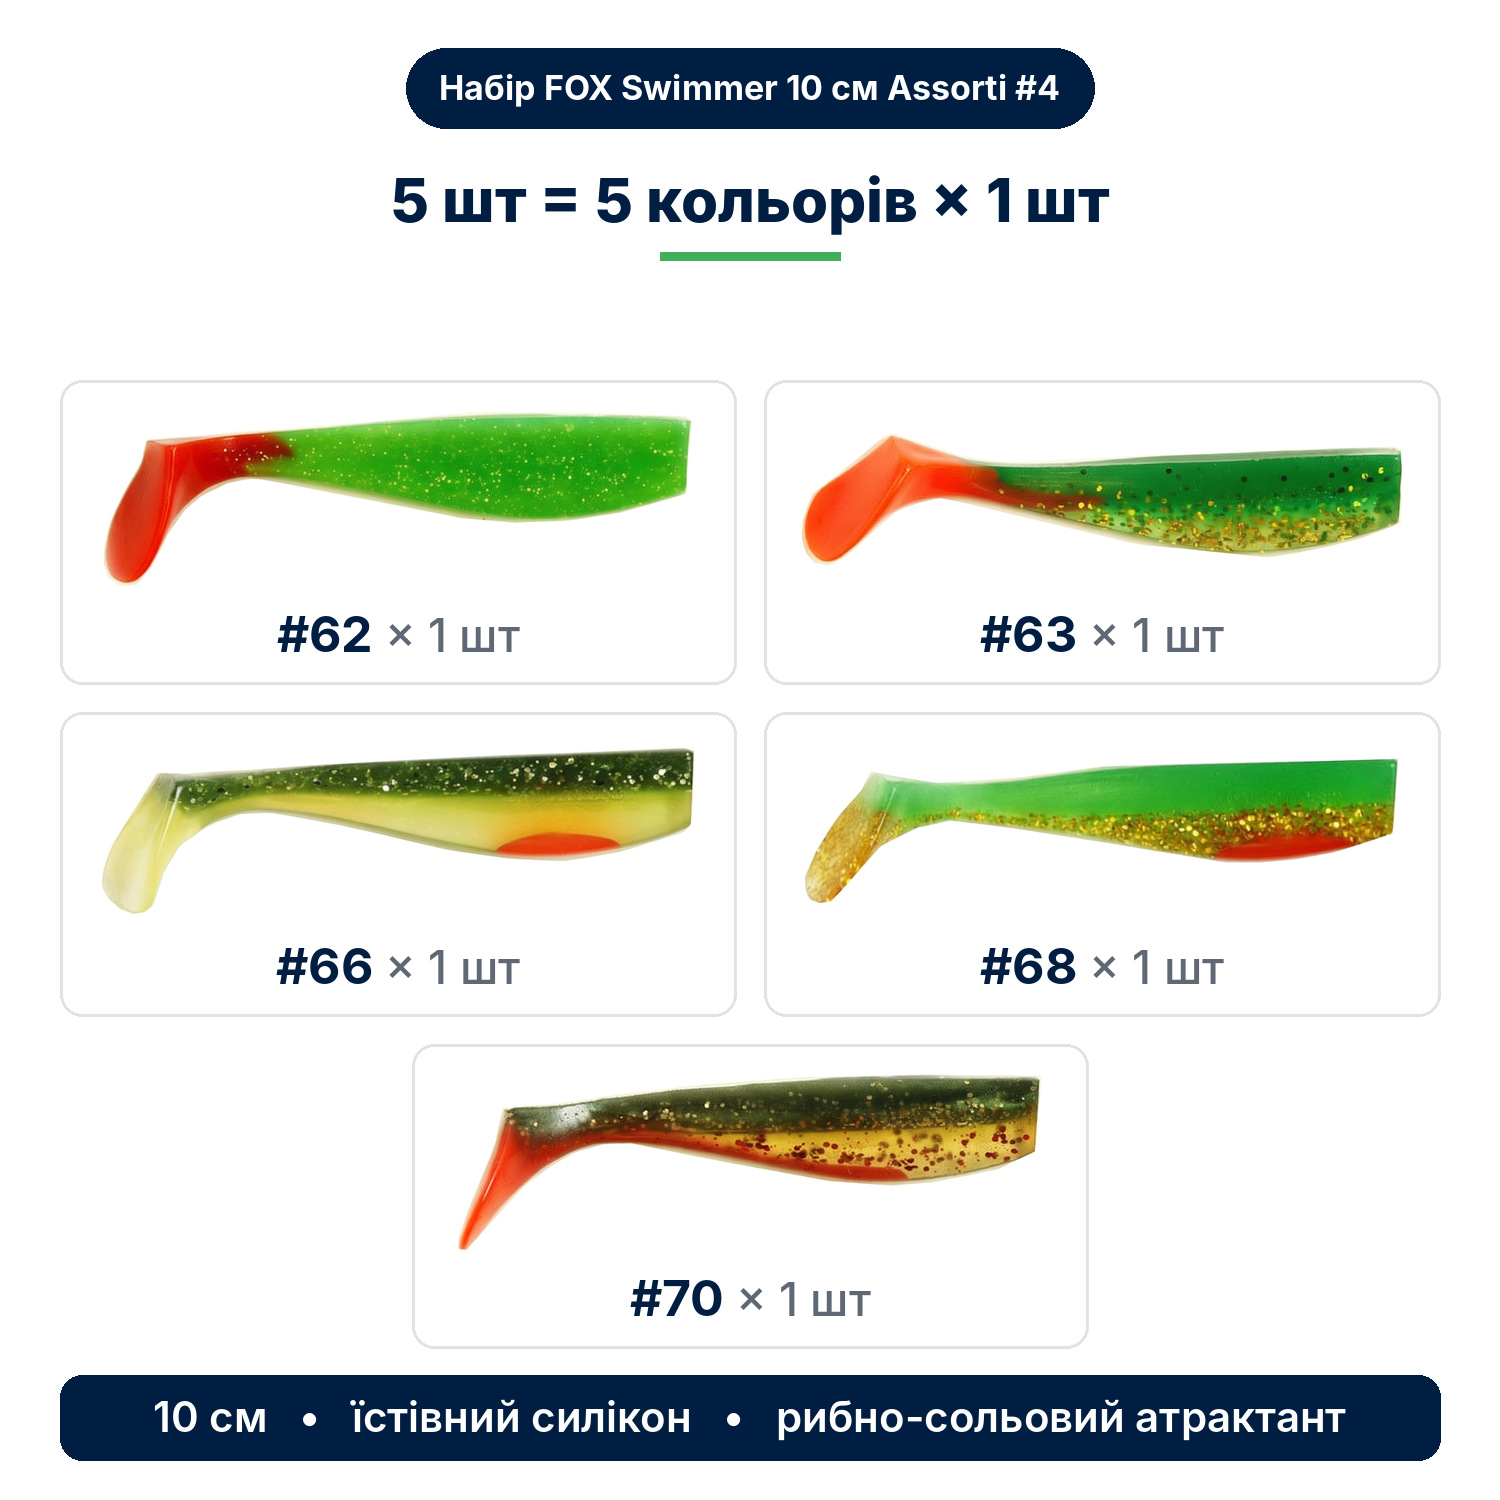 Набір FOX Swimmer 10 см Assorti #4
5 шт = 5 кольорів × 1 шт
#62 × 1 шт
#63 × 1 шт
#66 × 1 шт
#68 × 1 шт
#70 × 1 шт
10 см • їстівний силікон • рибно-сольовий атрактант